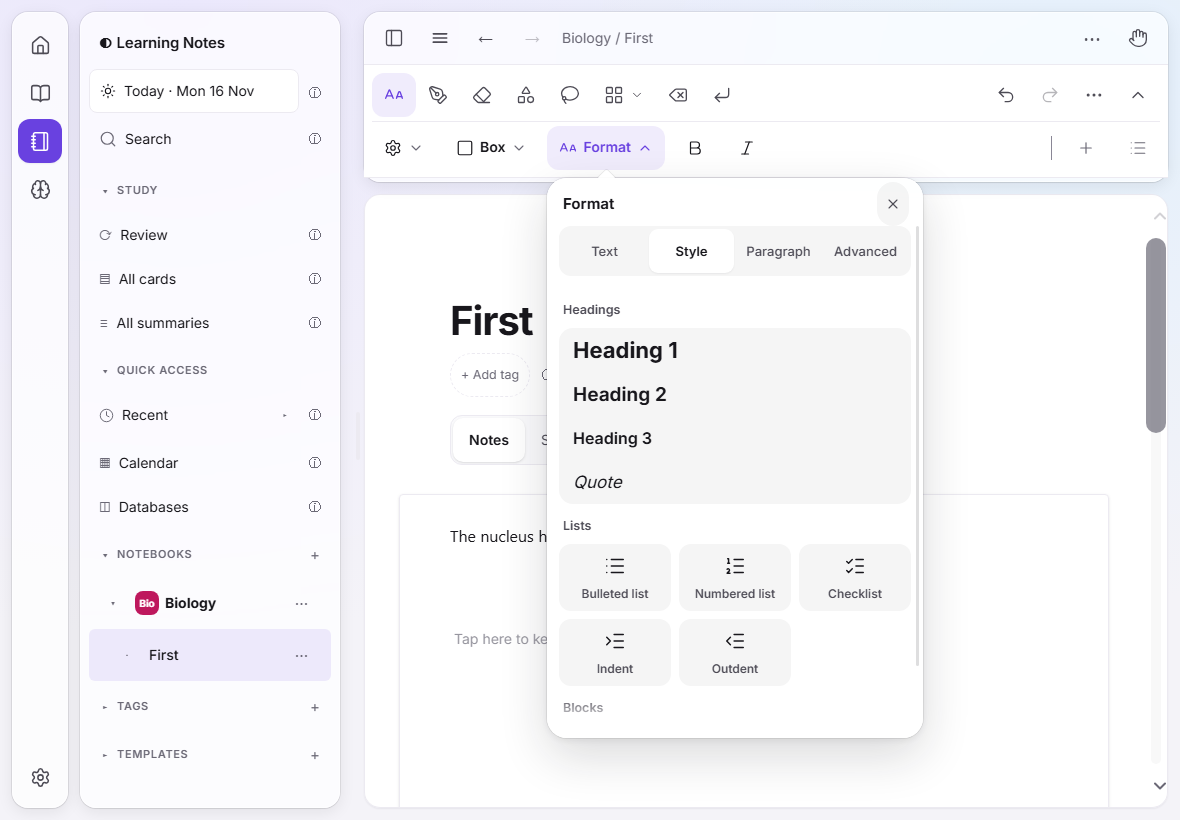 Learning Notes
Today · Mon 16 Nov
Search
STUDY
Review
All cards
All summaries
QUICK ACCESS
Recent
Calendar
Databases
NOTEBOOKS
Bio Biology
First
TAGS
TEMPLATES
Biology / First
AA
Box
AA Format
B
I
First
+ Add tag
Notes
The nucleus h
Tap here to ke
Format
Text
Style
Paragraph
Advanced
Headings
Heading 1
Heading 2
Heading 3
Quote
Lists
Bulleted list
Numbered list
Checklist
Indent
Outdent
Blocks